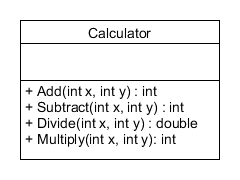 Calculator
+ Add(int x, int y) : int
+ Subtract(int x, int y) : int
+ Divide(int x, int y) : double
+ Multiply(int x, int y): int